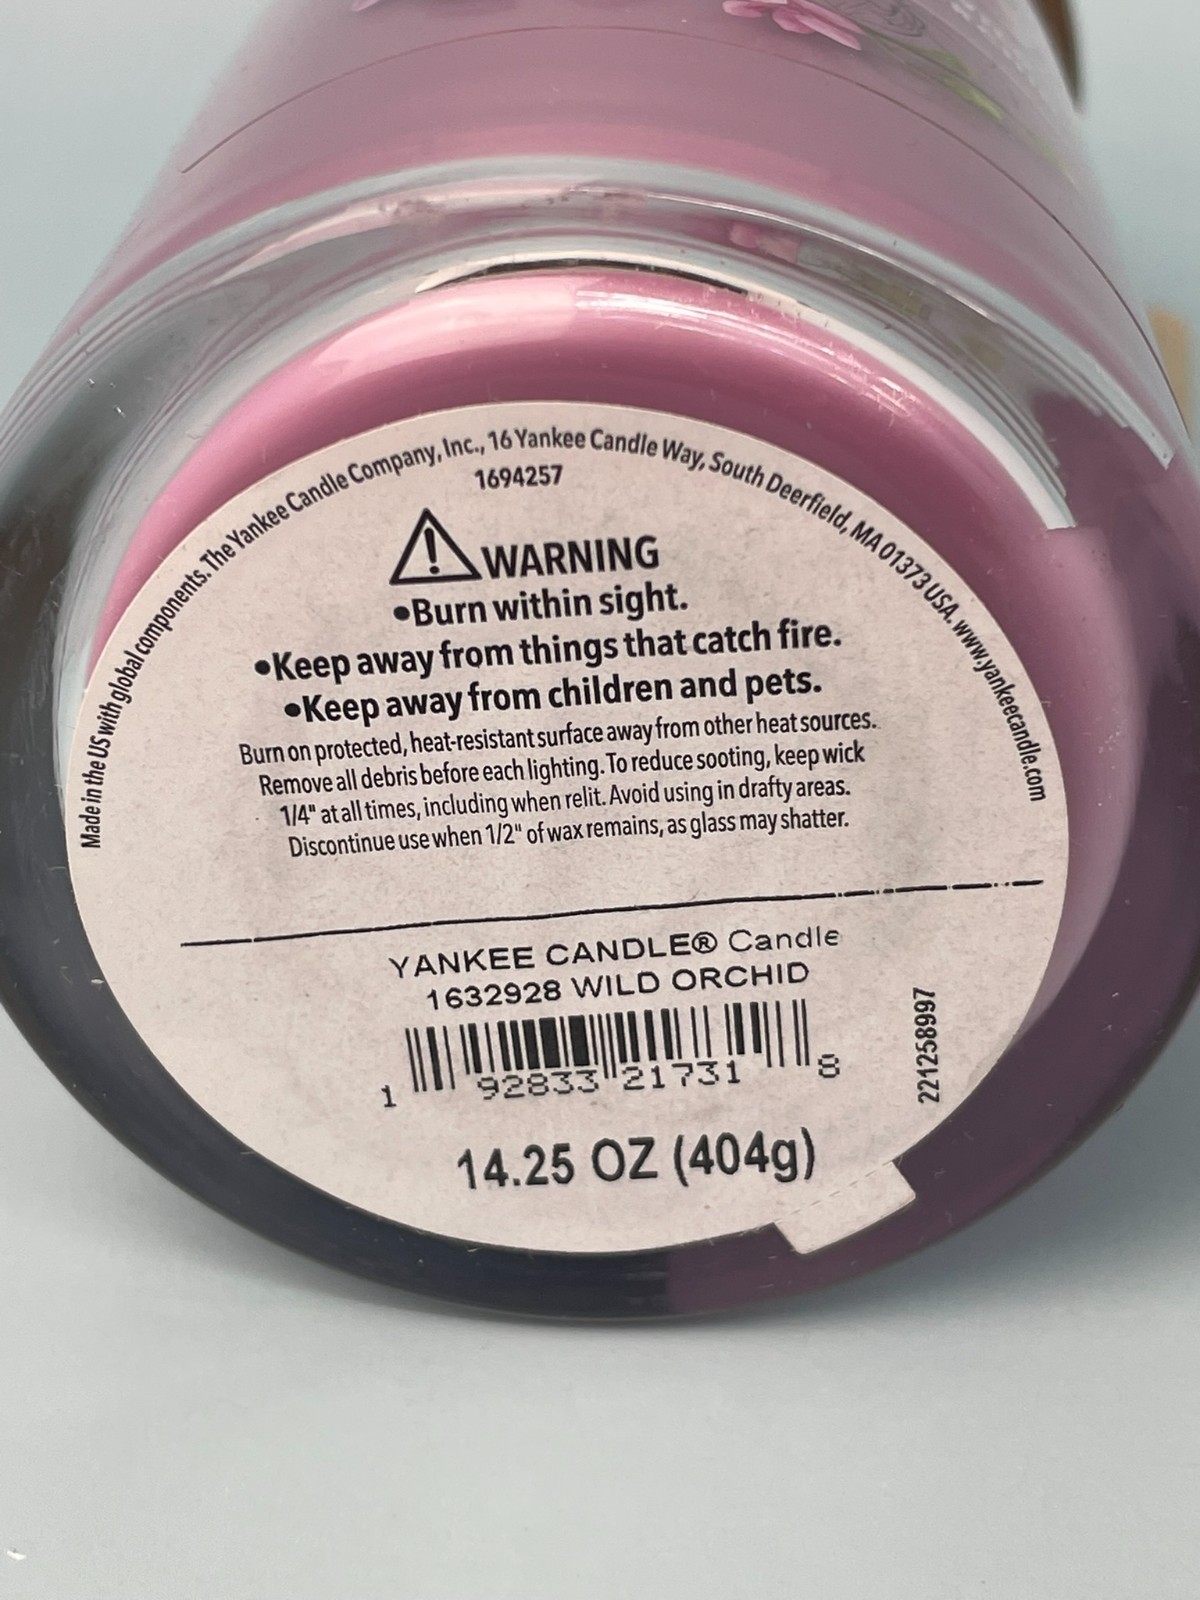 Made in the US with global components. The Yankee Candle Company, Inc., 16 Yankee Candle Way, South Deerfield, MA 01373 USA. www.yankeecandle.com
1694257
WARNING
•Burn within sight.
•Keep away from things that catch fire.
•Keep away from children and pets.
Burn on protected, heat-resistant surface away from other heat sources.
Remove all debris before each lighting. To reduce sooting, keep wick
1/4" at all times, including when relit. Avoid using in drafty areas.
Discontinue use when 1/2" of wax remains, as glass may shatter.
YANKEE CANDLE® Candle
1632928 WILD ORCHID
1 92833 21731 8
221258997
14.25 OZ (404g)